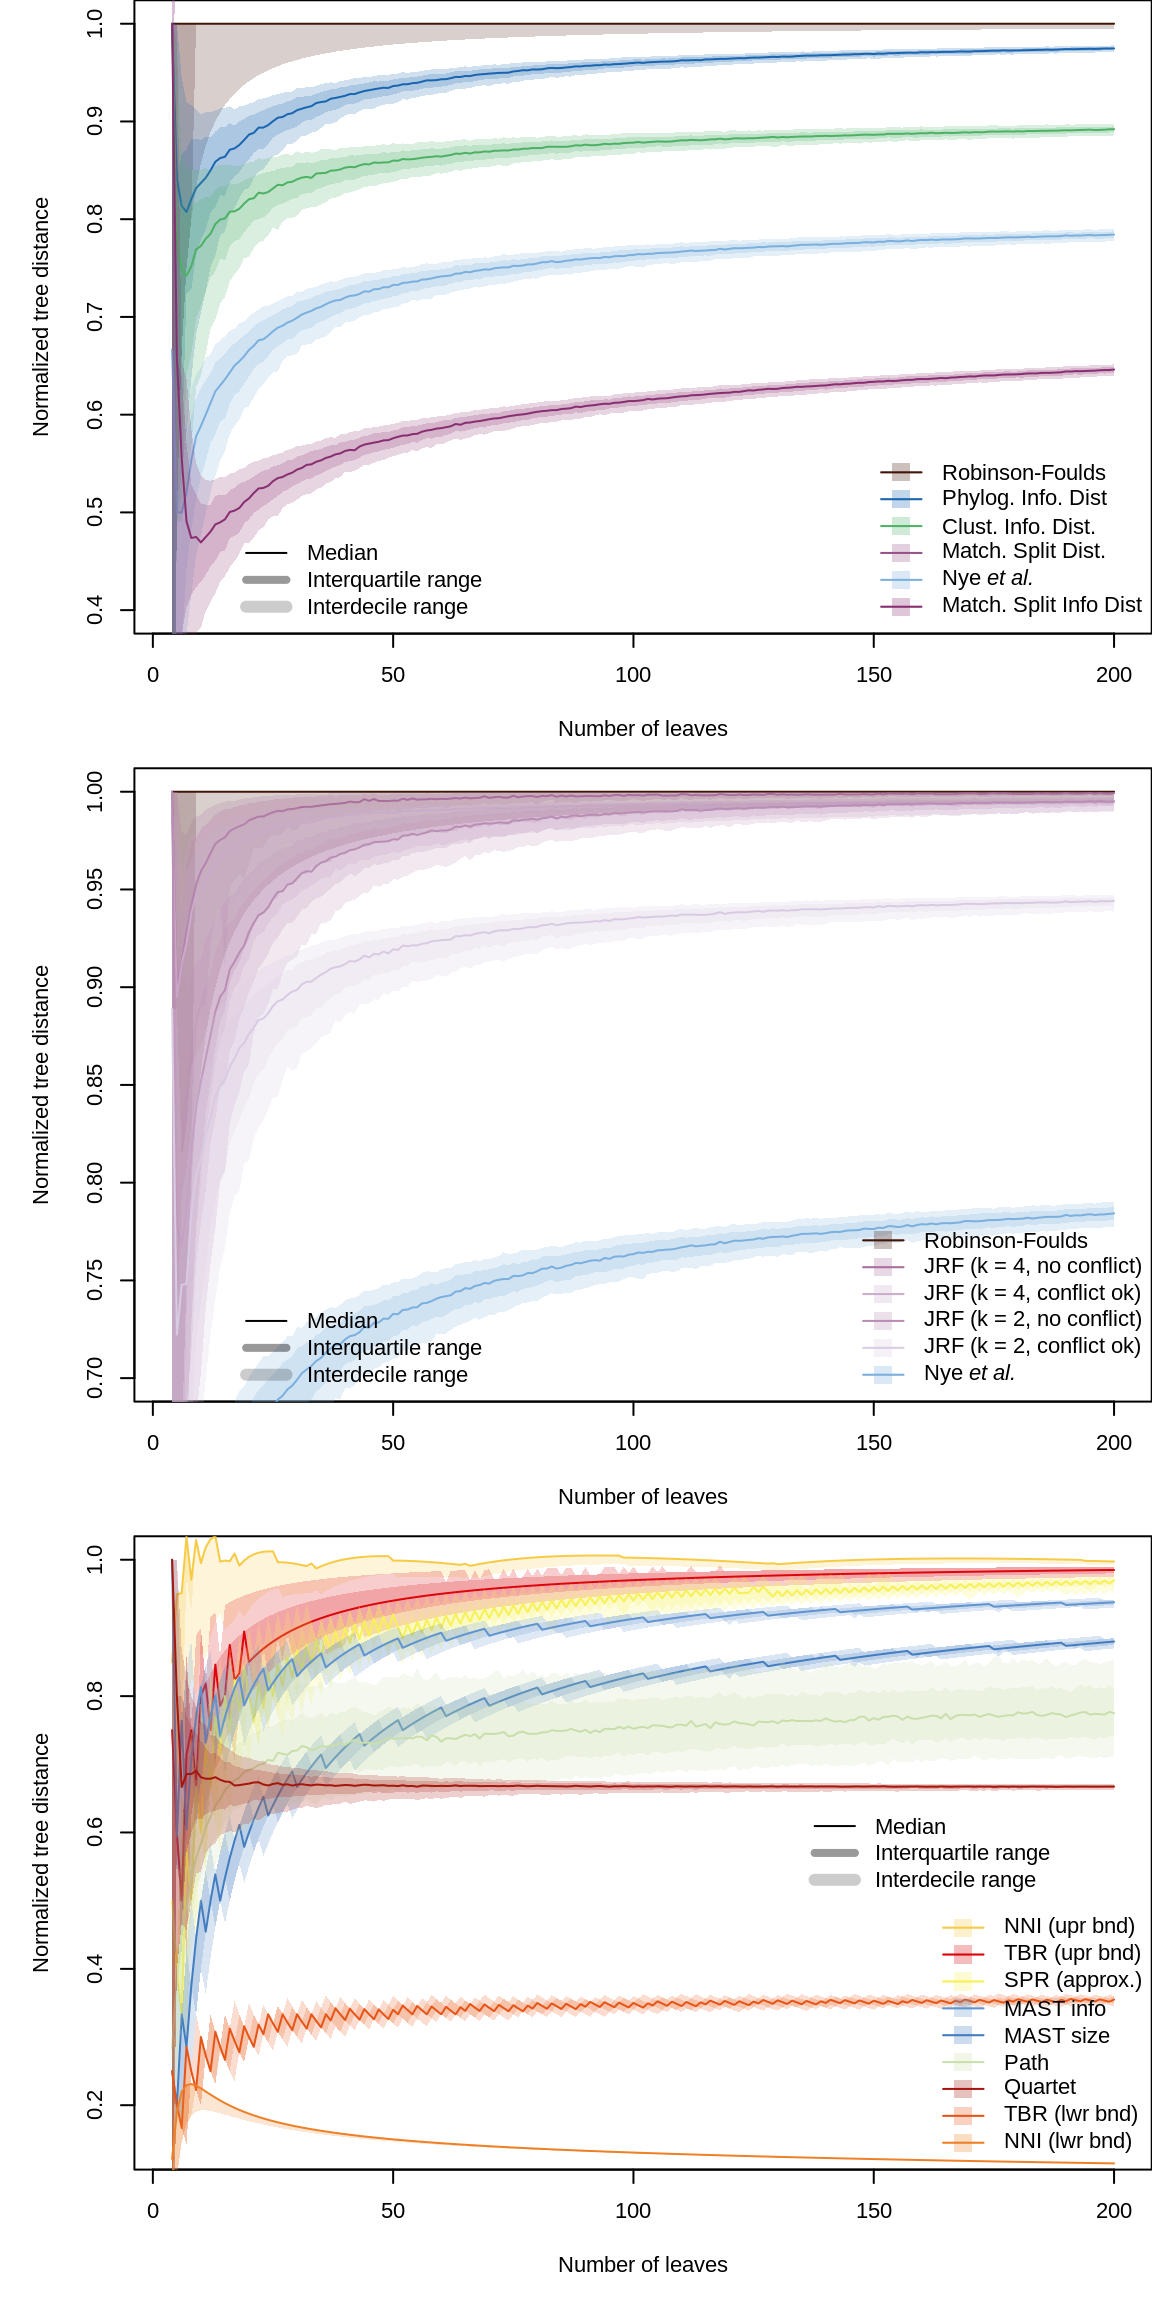 1.0
0.9
0.8
0.7
0.6
0.5
0.4
Normalized tree distance
Robinson-Foulds
Phylog. Info. Dist
Clust. Info. Dist.
Match. Split Dist.
Nye et al.
Match. Split Info Dist
Median
Interquartile range
Interdecile range
0 50 100 150 200
Number of leaves
1.00
0.95
0.90
0.85
0.80
0.75
0.70
Normalized tree distance
Robinson-Foulds
JRF (k = 4, no conflict)
JRF (k = 4, conflict ok)
JRF (k = 2, no conflict)
JRF (k = 2, conflict ok)
Nye et al.
Median
Interquartile range
Interdecile range
0 50 100 150 200
Number of leaves
1.0
0.8
0.6
0.4
0.2
Normalized tree distance
Median
Interquartile range
Interdecile range
NNI (upr bnd)
TBR (upr bnd)
SPR (approx.)
MAST info
MAST size
Path
Quartet
TBR (lwr bnd)
NNI (lwr bnd)
0 50 100 150 200
Number of leaves